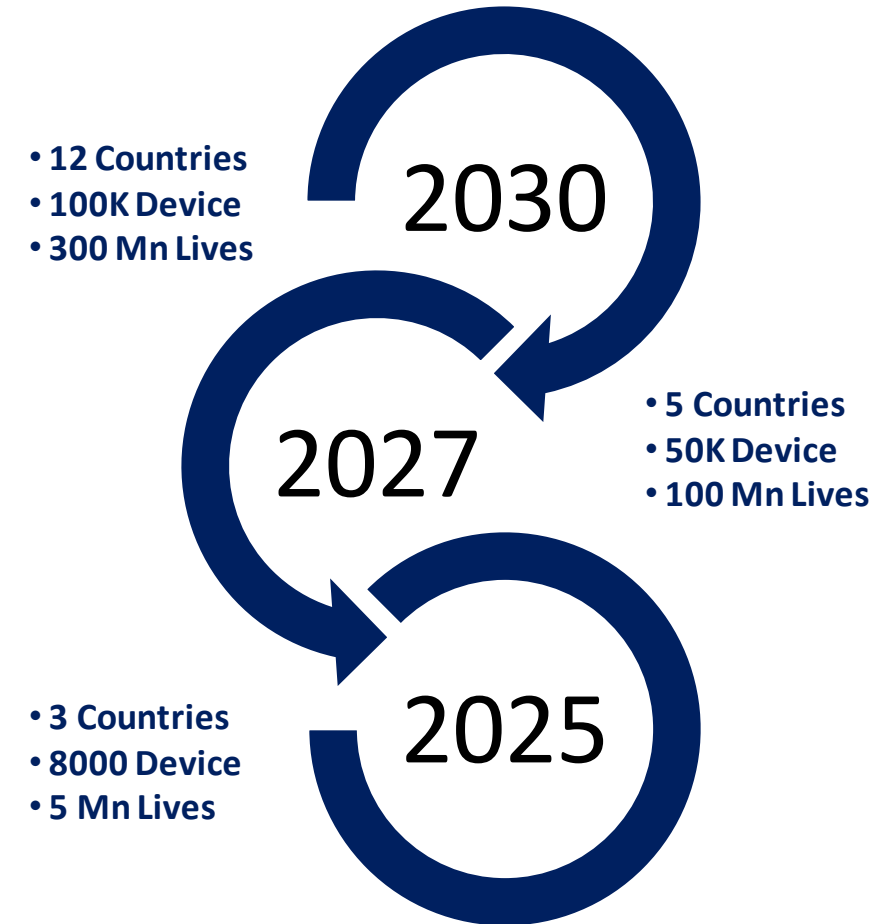 • 12 Countries
• 100K Device
• 300 Mn Lives
2030
2027
• 5 Countries
• 50K Device
• 100 Mn Lives
• 3 Countries
• 8000 Device
• 5 Mn Lives
2025